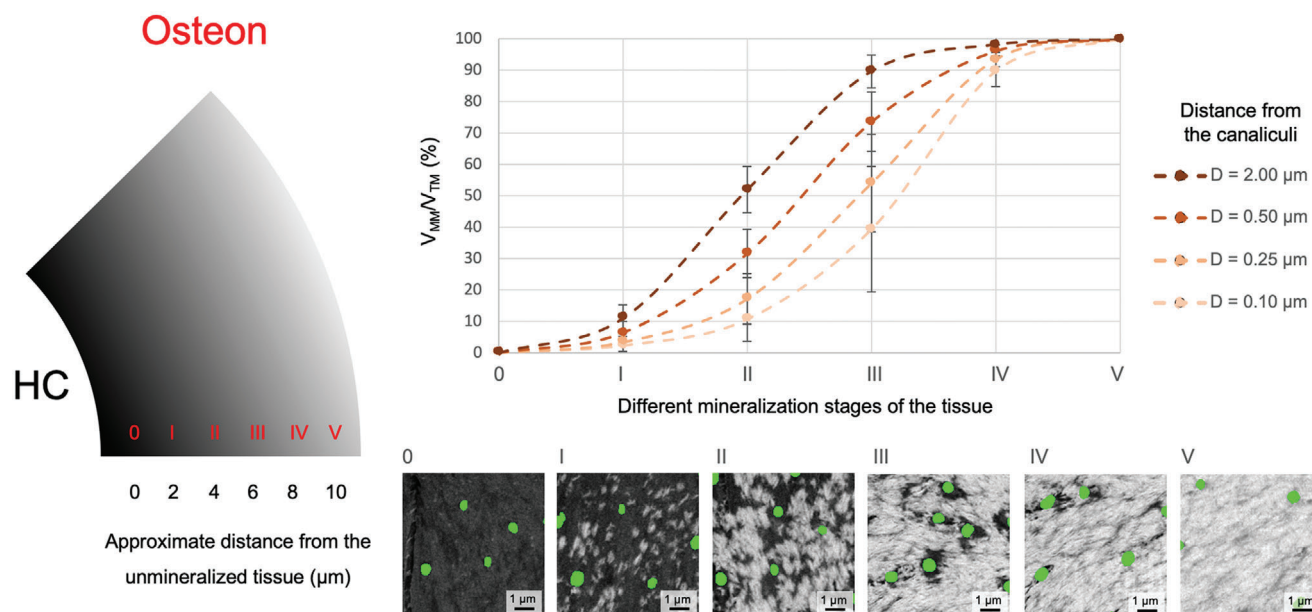 Osteon
HC
0 I II III IV V
0 2 4 6 8 10
Approximate distance from the
unmineralized tissue (µm)
100
90
80
70
60
50
40
30
20
10
0
V_MM/V_TM (%)
0 I II III IV V
Different mineralization stages of the tissue
Distance from
the canaliculi
D = 2.00 µm
D = 0.50 µm
D = 0.25 µm
D = 0.10 µm
0 I II III IV V
1 µm 1 µm 1 µm 1 µm 1 µm 1 µm